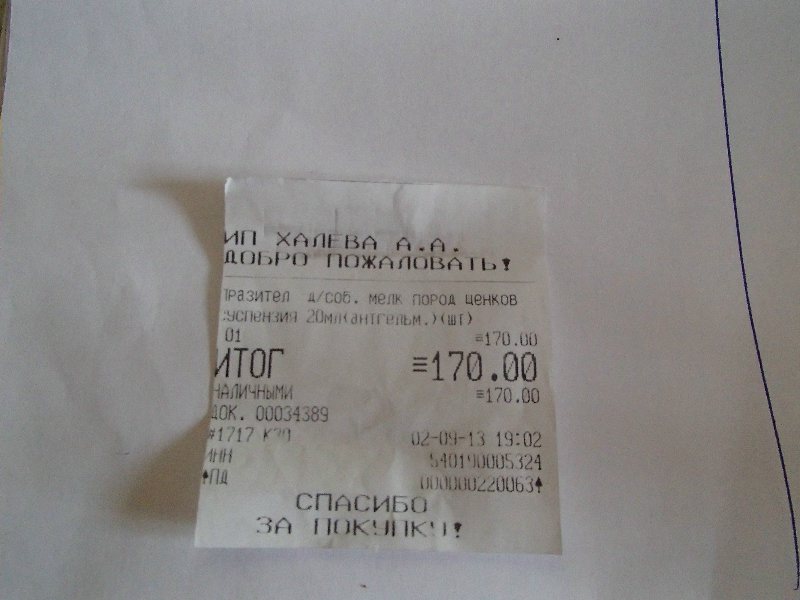 ИП ХАЛЕВА А.А.
ДОБРО ПОЖАЛОВАТЬ!
Празител д/соб. мелк пород щенков
суспензия 20мл(антгельм.)(шт)
01 ≡170.00
ИТОГ ≡170.00
НАЛИЧНЫМИ ≡170.00
ДОК. 00034389
#1717 02-09-13 19:02
ИНН 540190005324
ПД 000000220063
СПАСИБО
ЗА ПОКУПКУ!